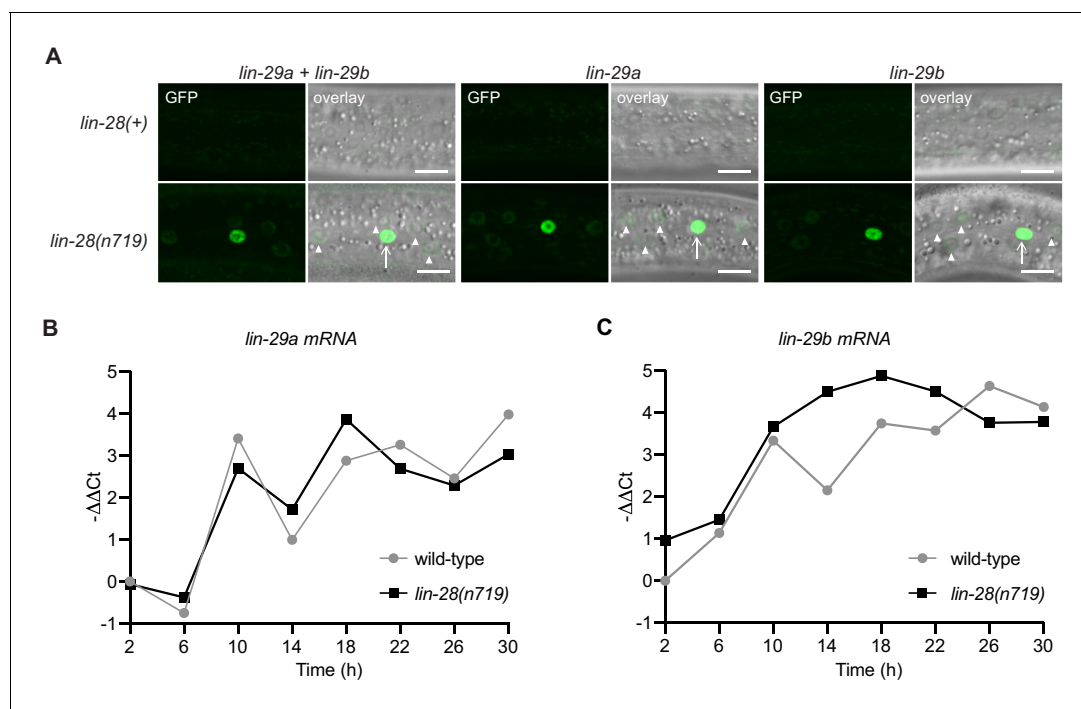 A
lin-29a + lin-29b
lin-29a
lin-29b
GFP
overlay
GFP
overlay
GFP
overlay
lin-28(+)
lin-28(n719)
B
lin-29a mRNA
5
4
3
2
1
0
-1
-ΔΔCt
wild-type
lin-28(n719)
2 6 10 14 18 22 26 30
Time (h)
C
lin-29b mRNA
5
4
3
2
1
0
-1
-ΔΔCt
wild-type
lin-28(n719)
2 6 10 14 18 22 26 30
Time (h)